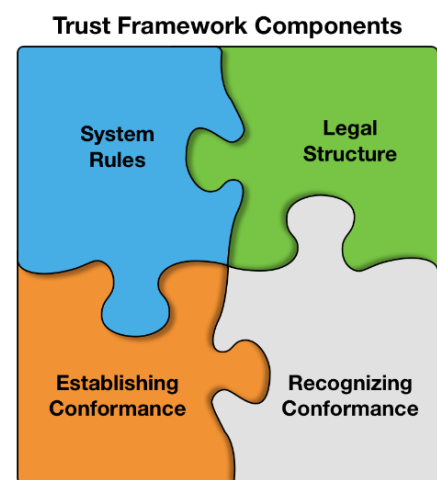 Trust Framework Components
System
Rules
Legal
Structure
Establishing
Conformance
Recognizing
Conformance